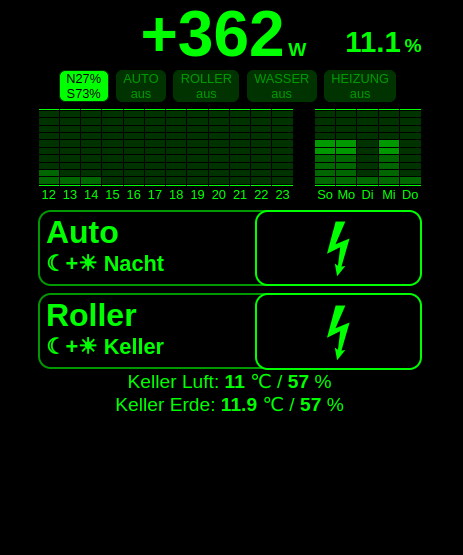 +362 W 11.1 %
N27% AUTO ROLLER WASSER HEIZUNG
S73% aus aus aus aus
12 13 14 15 16 17 18 19 20 21 22 23 So Mo Di Mi Do
Auto
☾+☀ Nacht
Roller
☾+☀ Keller
Keller Luft: 11 °C / 57 %
Keller Erde: 11.9 °C / 57 %